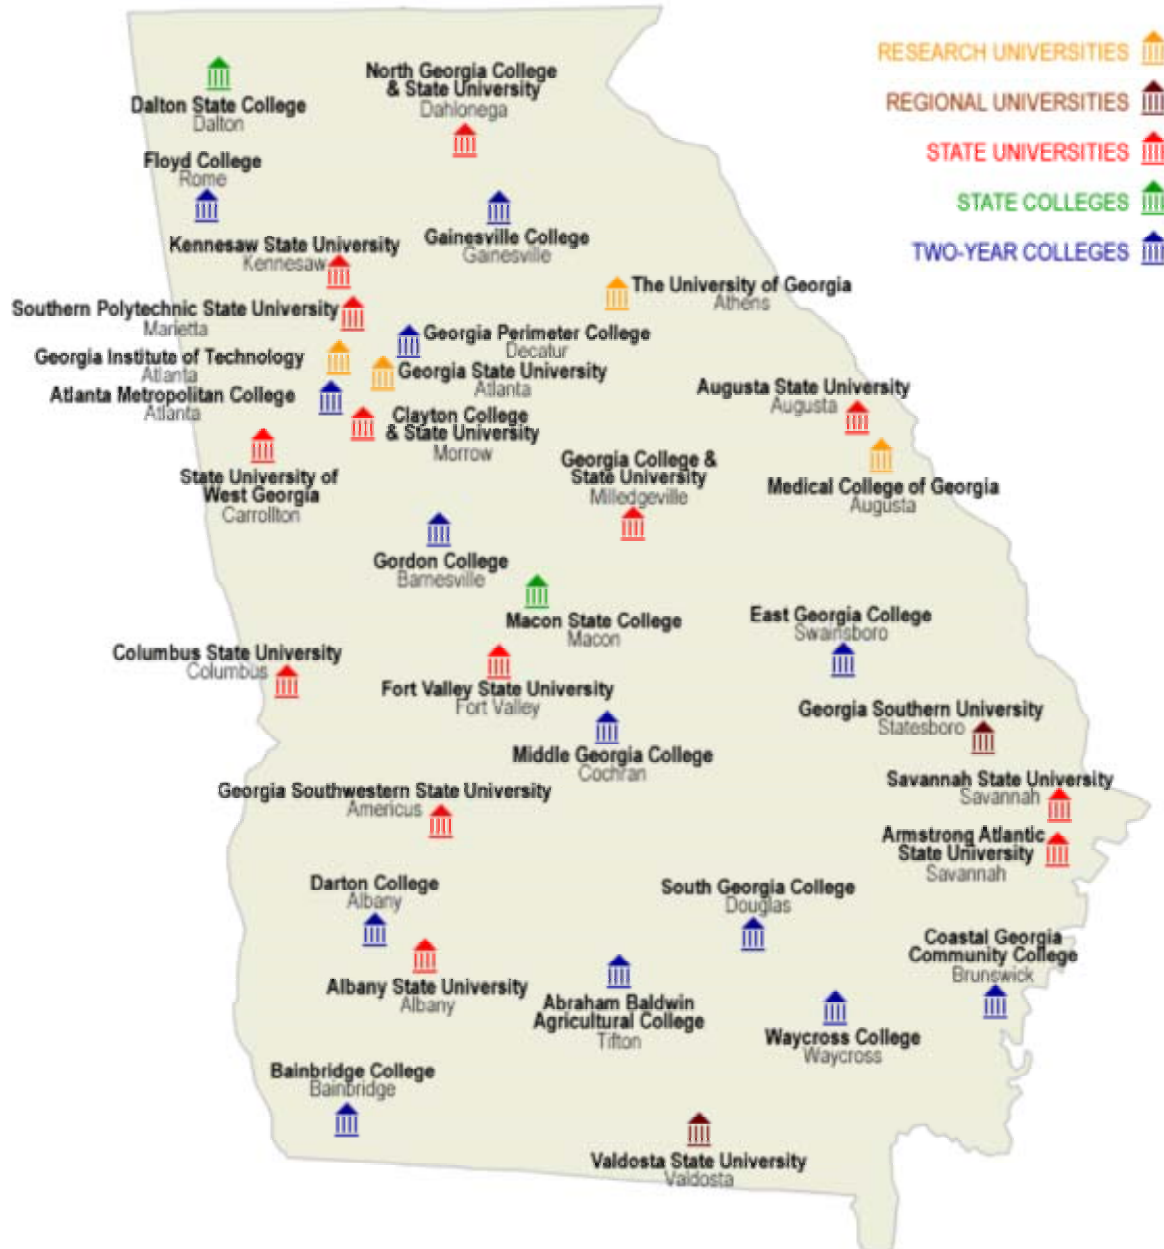 RESEARCH UNIVERSITIES
REGIONAL UNIVERSITIES
STATE UNIVERSITIES
STATE COLLEGES
TWO-YEAR COLLEGES
Dalton State College
Dalton
North Georgia College
& State University
Dahlonega
Floyd College
Rome
Gainesville College
Gainesville
Kennesaw State University
Kennesaw
The University of Georgia
Athens
Southern Polytechnic State University
Marietta
Georgia Perimeter College
Decatur
Georgia Institute of Technology
Atlanta
Georgia State University
Atlanta
Atlanta Metropolitan College
Atlanta
Augusta State University
Augusta
Clayton College
& State University
Morrow
State University of
West Georgia
Carrollton
Georgia College &
State University
Milledgeville
Medical College of Georgia
Augusta
Gordon College
Barnesville
Macon State College
Macon
East Georgia College
Swainsboro
Columbus State University
Columbus
Fort Valley State University
Fort Valley
Georgia Southern University
Statesboro
Middle Georgia College
Cochran
Savannah State University
Savannah
Georgia Southwestern State University
Americus
Armstrong Atlantic
State University
Savannah
Darton College
Albany
South Georgia College
Douglas
Coastal Georgia
Community College
Brunswick
Albany State University
Albany
Abraham Baldwin
Agricultural College
Tifton
Waycross College
Waycross
Bainbridge College
Bainbridge
Valdosta State University
Valdosta